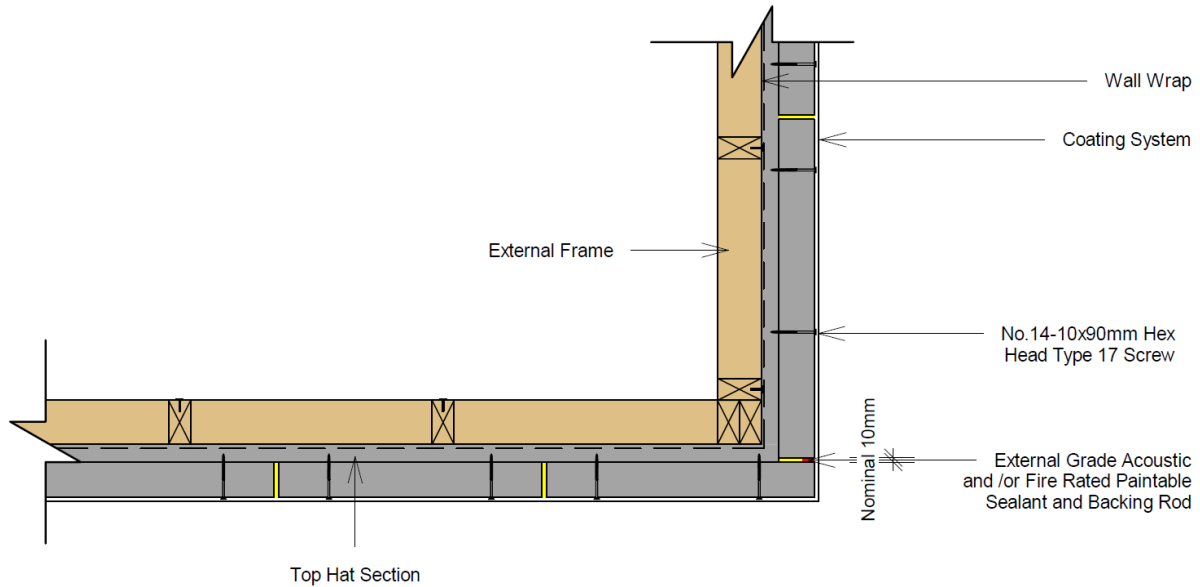 Wall Wrap
Coating System
External Frame
No.14-10x90mm Hex
Head Type 17 Screw
Nominal 10mm
External Grade Acoustic
and /or Fire Rated Paintable
Sealant and Backing Rod
Top Hat Section